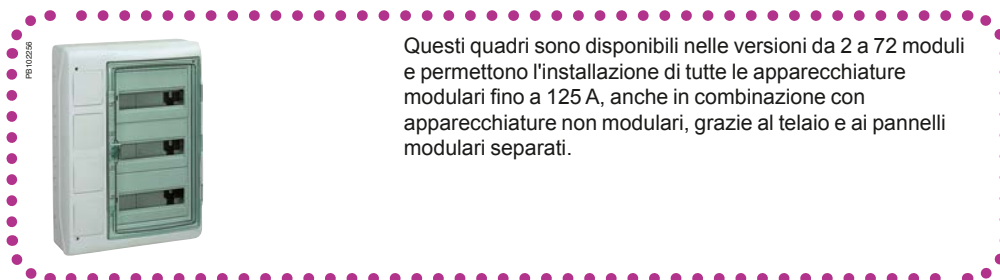 PB102256
Questi quadri sono disponibili nelle versioni da 2 a 72 moduli
e permettono l'installazione di tutte le apparecchiature
modulari fino a 125 A, anche in combinazione con
apparecchiature non modulari, grazie al telaio e ai pannelli
modulari separati.